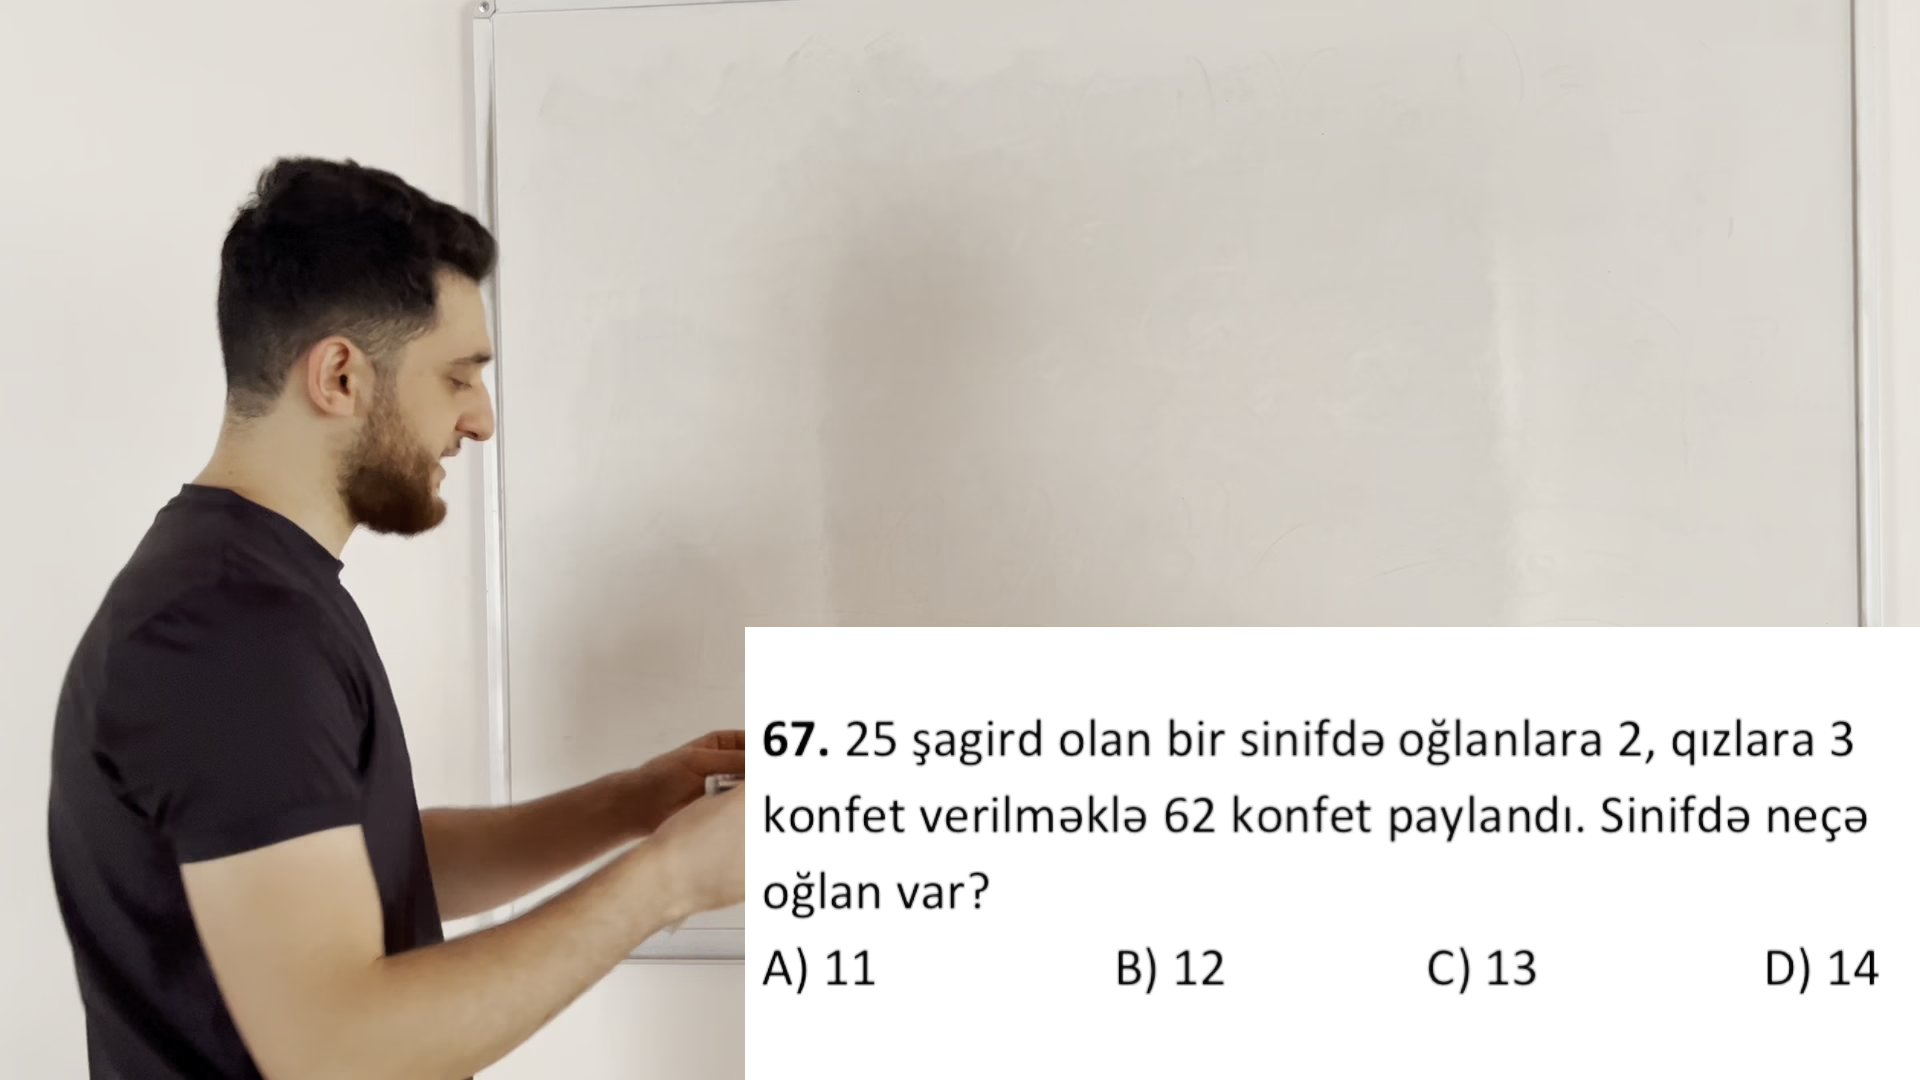 67. 25 şagird olan bir sinifdə oğlanlara 2, qızlara 3
konfet verilməklə 62 konfet paylandı. Sinifdə neçə
oğlan var?
A) 11 B) 12 C) 13 D) 14